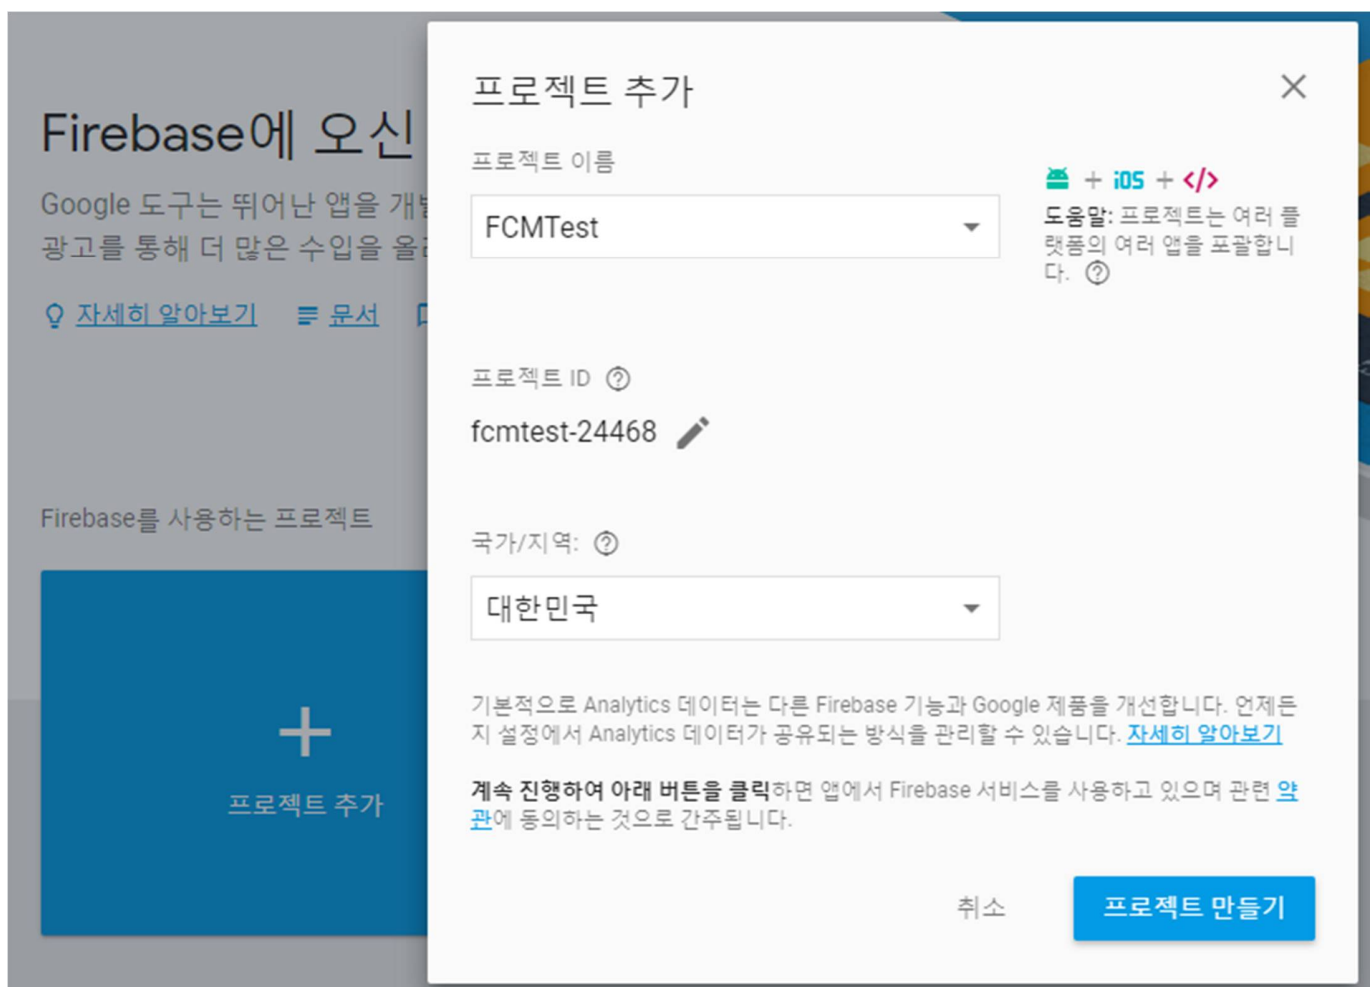 Firebase에 오신
Google 도구는 뛰어난 앱을
광고를 통해 더 많은 수입을
자세히 알아보기 문서
Firebase를 사용하는 프로젝트
프로젝트 추가
프로젝트 추가
프로젝트 이름
FCMTest
+ iOS + </>
도움말: 프로젝트는 여러 플
랫폼의 여러 앱을 포괄합니
다.
프로젝트 ID
fcmtest-24468
국가/지역:
대한민국
기본적으로 Analytics 데이터는 다른 Firebase 기능과 Google 제품을 개선합니다. 언제든
지 설정에서 Analytics 데이터가 공유되는 방식을 관리할 수 있습니다. 자세히 알아보기
계속 진행하여 아래 버튼을 클릭하면 앱에서 Firebase 서비스를 사용하고 있으며 관련 약
관에 동의하는 것으로 간주됩니다.
취소
프로젝트 만들기